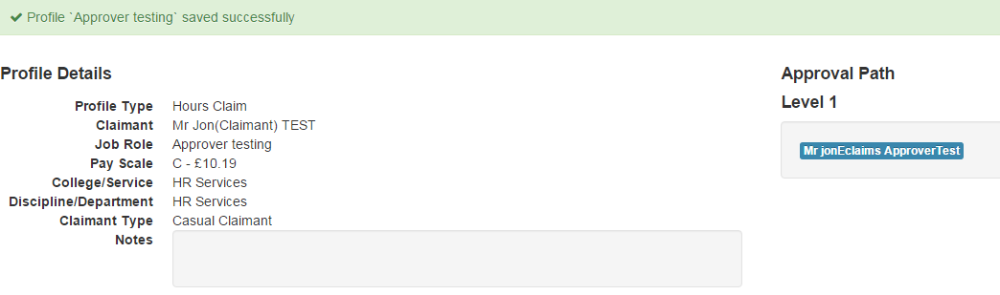 ✔ Profile `Approver testing` saved successfully
Profile Details
Profile Type Hours Claim
Claimant Mr Jon(Claimant) TEST
Job Role Approver testing
Pay Scale C - £10.19
College/Service HR Services
Discipline/Department HR Services
Claimant Type Casual Claimant
Notes
Approval Path
Level 1
Mr jonEclaims ApproverTest